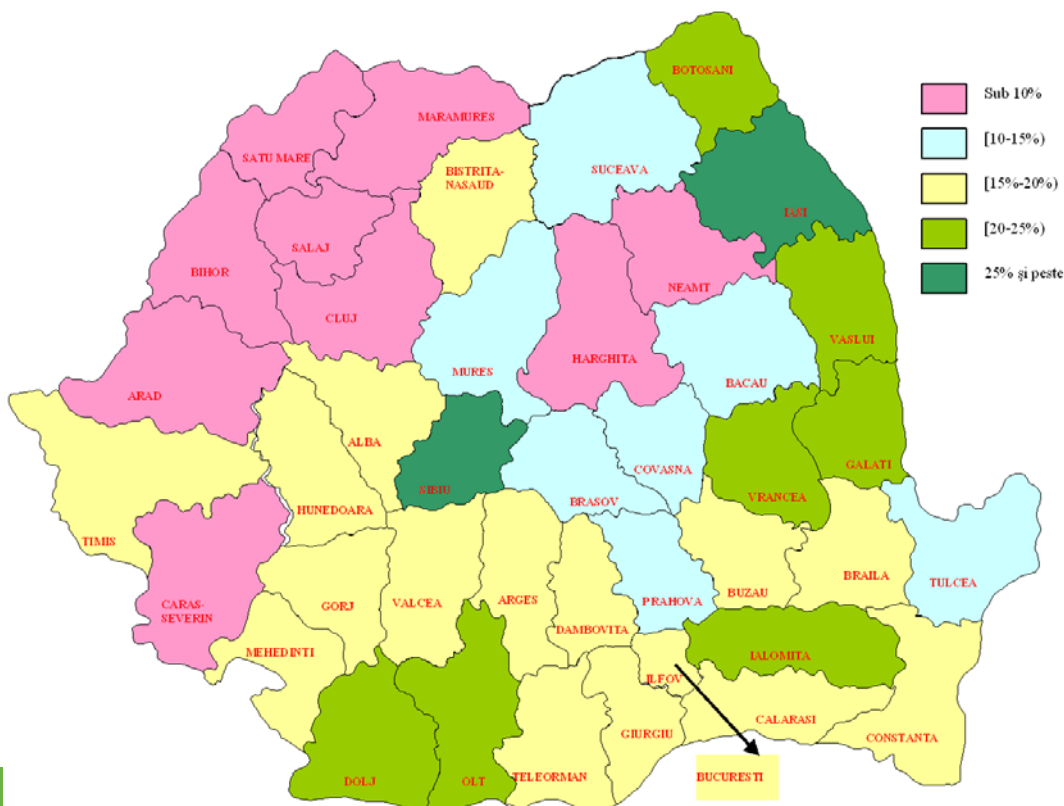 BOTOSANI
Sub 10%
MARAMURES
[10-15%)
SATU MARE
BISTRITA-
NASAUD
SUCEAVA
[15%-20%)
IASI
[20-25%)
SALAJ
BIHOR
25% și peste
NEAMT
CLUJ
VASLUI
HARGHITA
MURES
BACAU
ARAD
ALBA
GALATI
COVASNA
SIBIU
VRANCEA
BRASOV
HUNEDOARA
TIMIS
BRAILA
TULCEA
BUZAU
VALCEA
ARGES
PRAHOVA
GORJ
CARAS-
SEVERIN
DAMBOVITA
MEHEDINTI
IALOMITA
ILFOV
CALARASI
GIURGIU
CONSTANTA
DOLJ
OLT
TELEORMAN
BUCURESTI